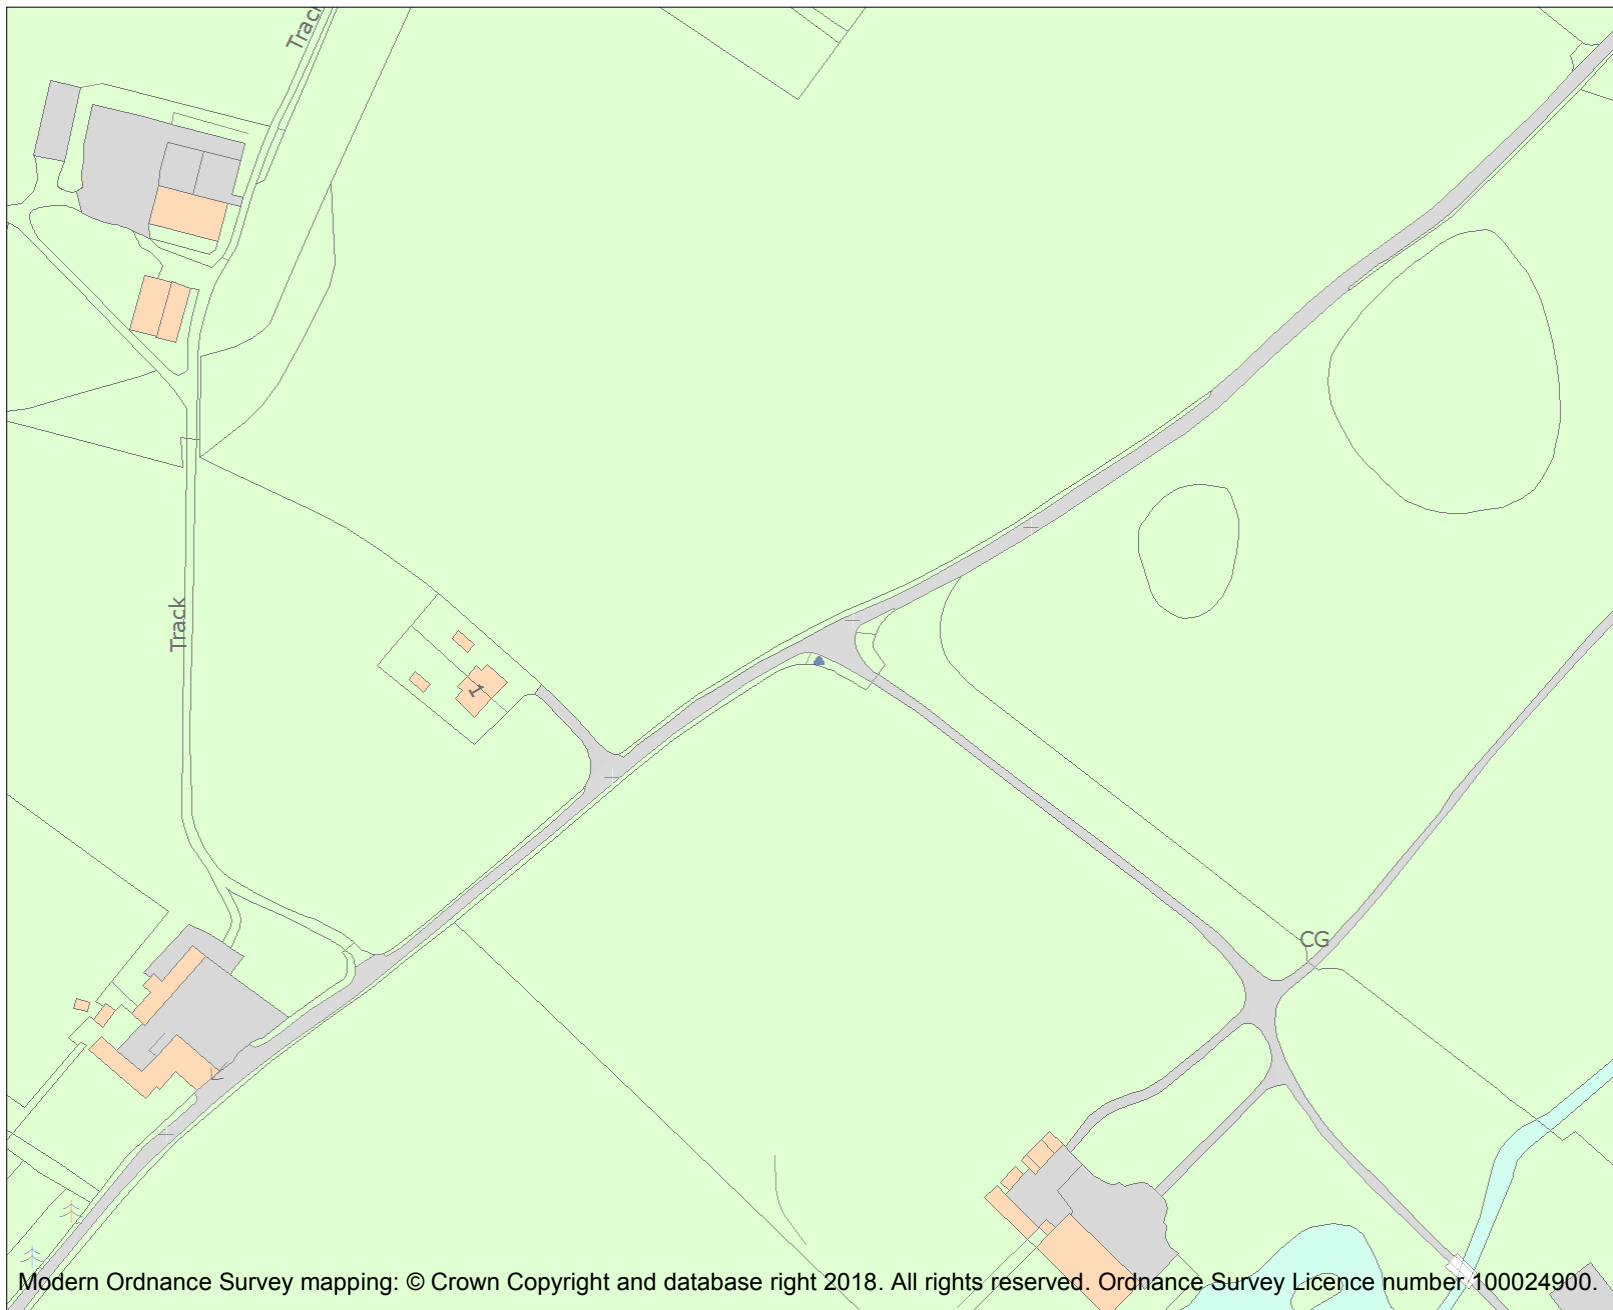 Track
Track
1
CG
Modern Ordnance Survey mapping: © Crown Copyright and database right 2018. All rights reserved. Ordnance Survey Licence number 100024900.